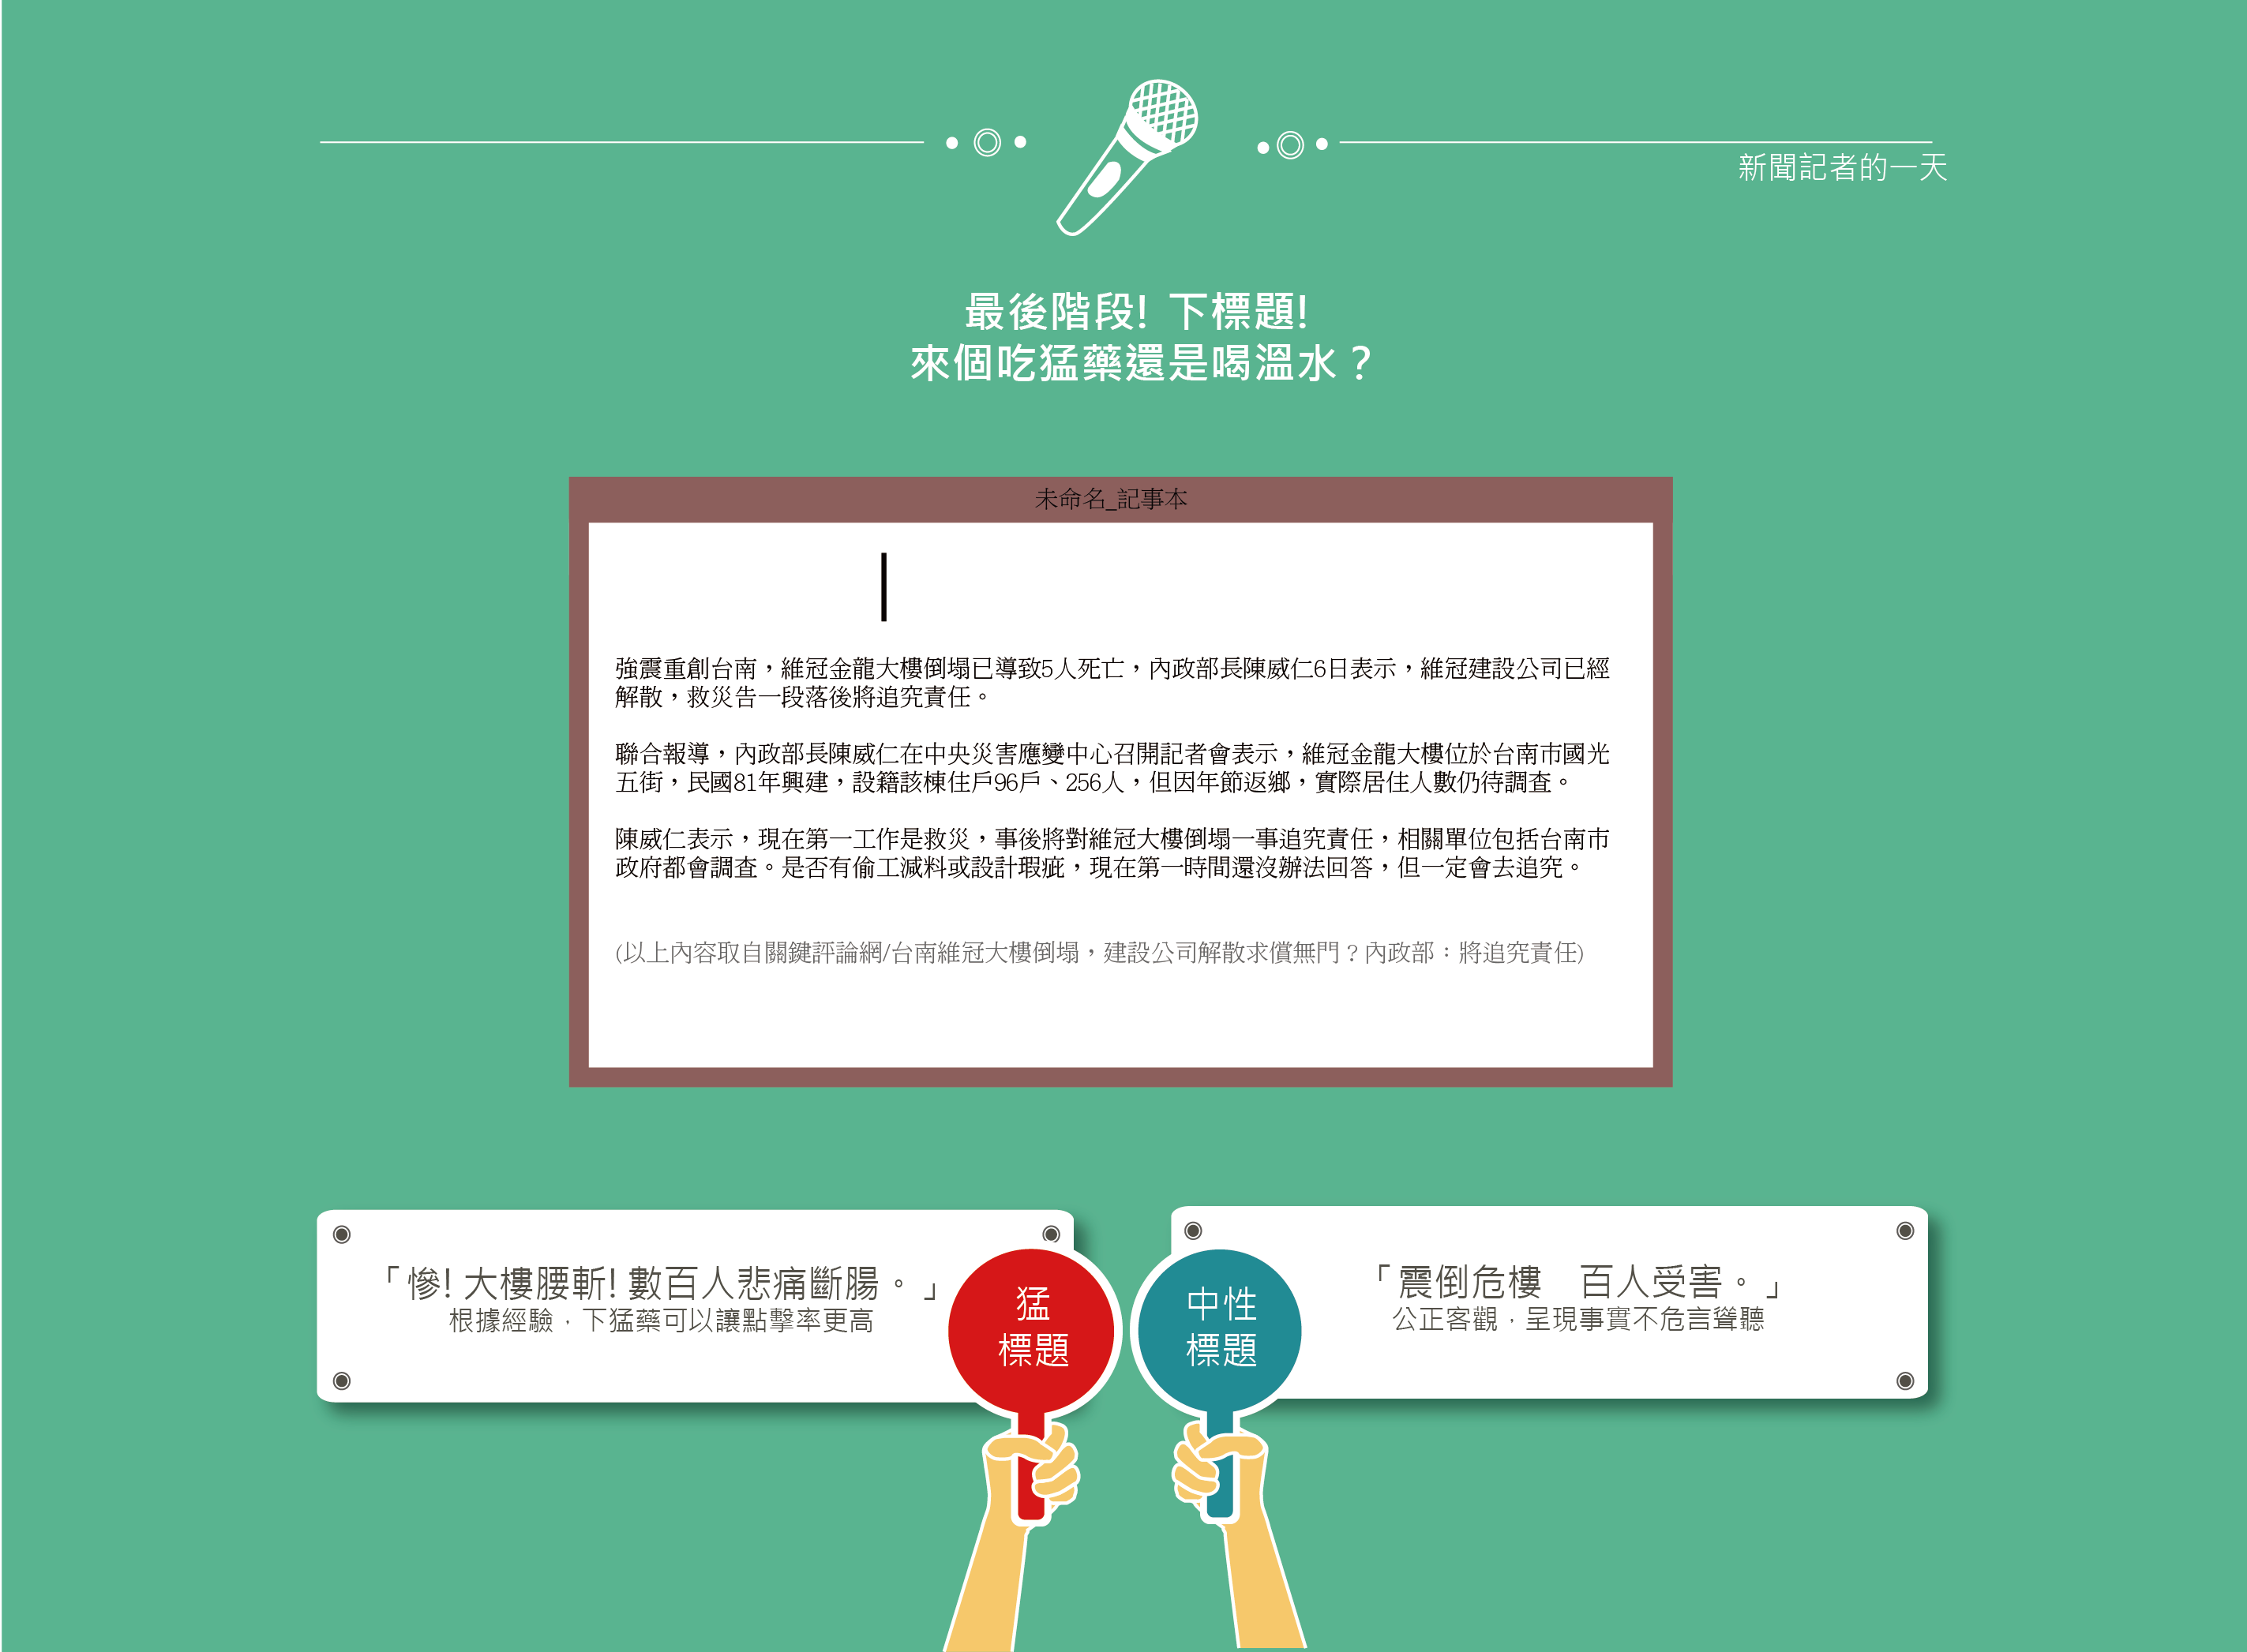 新聞記者的一天
最後階段! 下標題!
來個吃猛藥還是喝溫水？
未命名_記事本
強震重創台南，維冠金龍大樓倒塌已導致5人死亡，內政部長陳威仁6日表示，維冠建設公司已經
解散，救災告一段落後將追究責任。
聯合報導，內政部長陳威仁在中央災害應變中心召開記者會表示，維冠金龍大樓位於台南市國光
五街，民國81年興建，設籍該棟住戶96戶、256人，但因年節返鄉，實際居住人數仍待調查。
陳威仁表示，現在第一工作是救災，事後將對維冠大樓倒塌一事追究責任，相關單位包括台南市
政府都會調查。是否有偷工減料或設計瑕疵，現在第一時間還沒辦法回答，但一定會去追究。
(以上內容取自關鍵評論網/台南維冠大樓倒塌，建設公司解散求償無門？內政部：將追究責任)
「慘! 大樓腰斬! 數百人悲痛斷腸。」
根據經驗，下猛藥可以讓點擊率更高
猛
標題
中性
標題
「震倒危樓　百人受害。」
公正客觀，呈現事實不危言聳聽